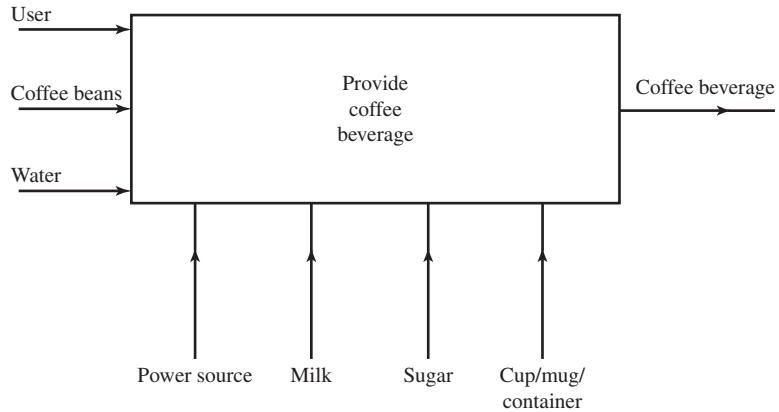 User
Coffee beans
Water
Provide
coffee
beverage
Coffee beverage
Power source
Milk
Sugar
Cup/mug/
container